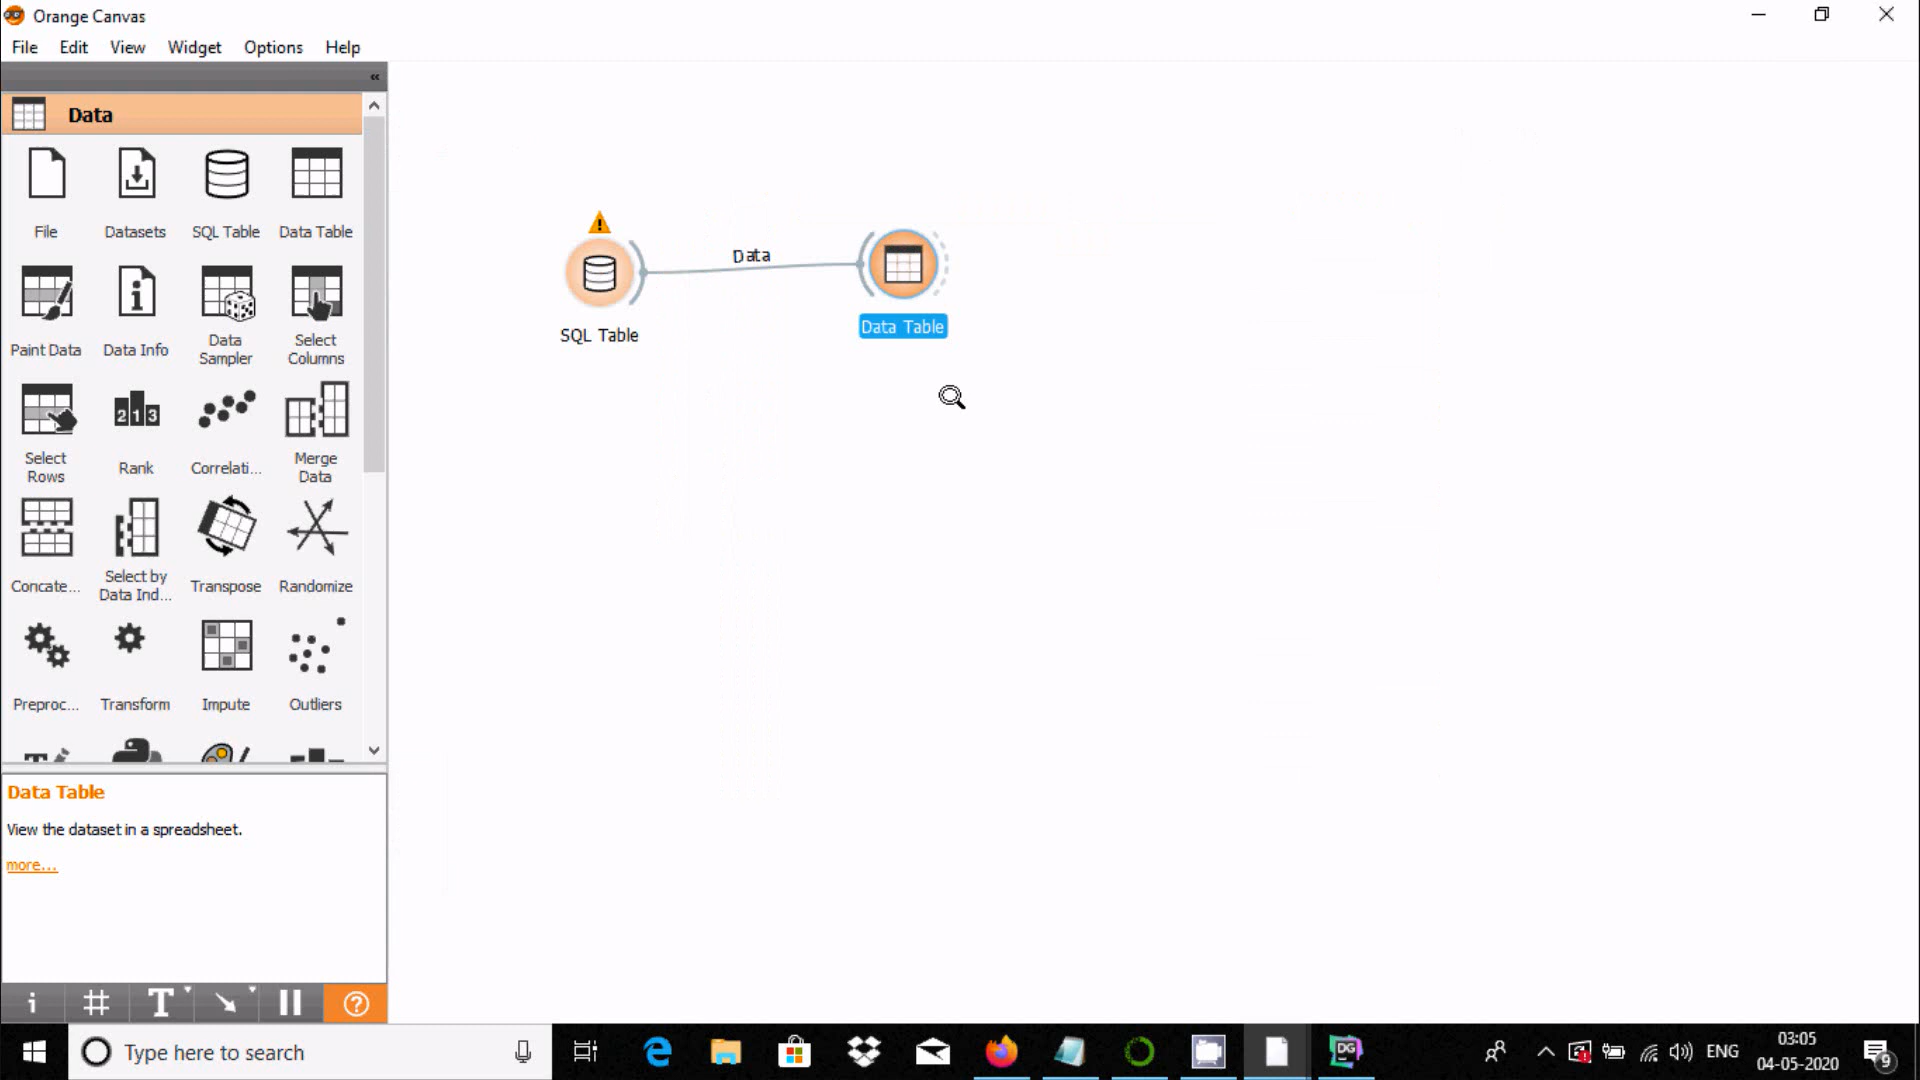 Orange Canvas
File Edit View Widget Options Help
«
Data
File Datasets SQL Table Data Table
Paint Data Data Info Data Sampler Select Columns
Select Rows Rank Correlati... Merge Data
Concate... Select by Data Ind... Transpose Randomize
Preproc... Transform Impute Outliers
Data
SQL Table
Data Table
Data Table
View the dataset in a spreadsheet.
more...
Type here to search
DG
ENG
03:05
04-05-2020
9